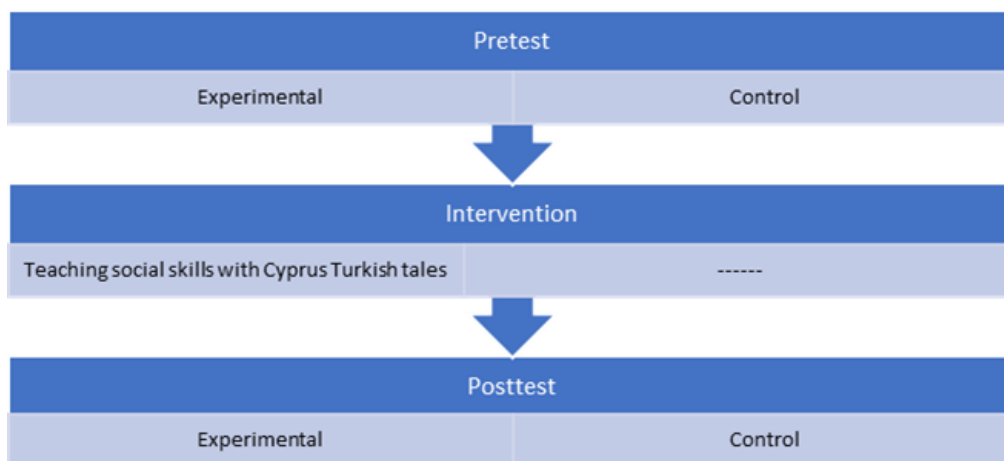 Pretest
Experimental Control
Intervention
Teaching social skills with Cyprus Turkish tales ------
Posttest
Experimental Control